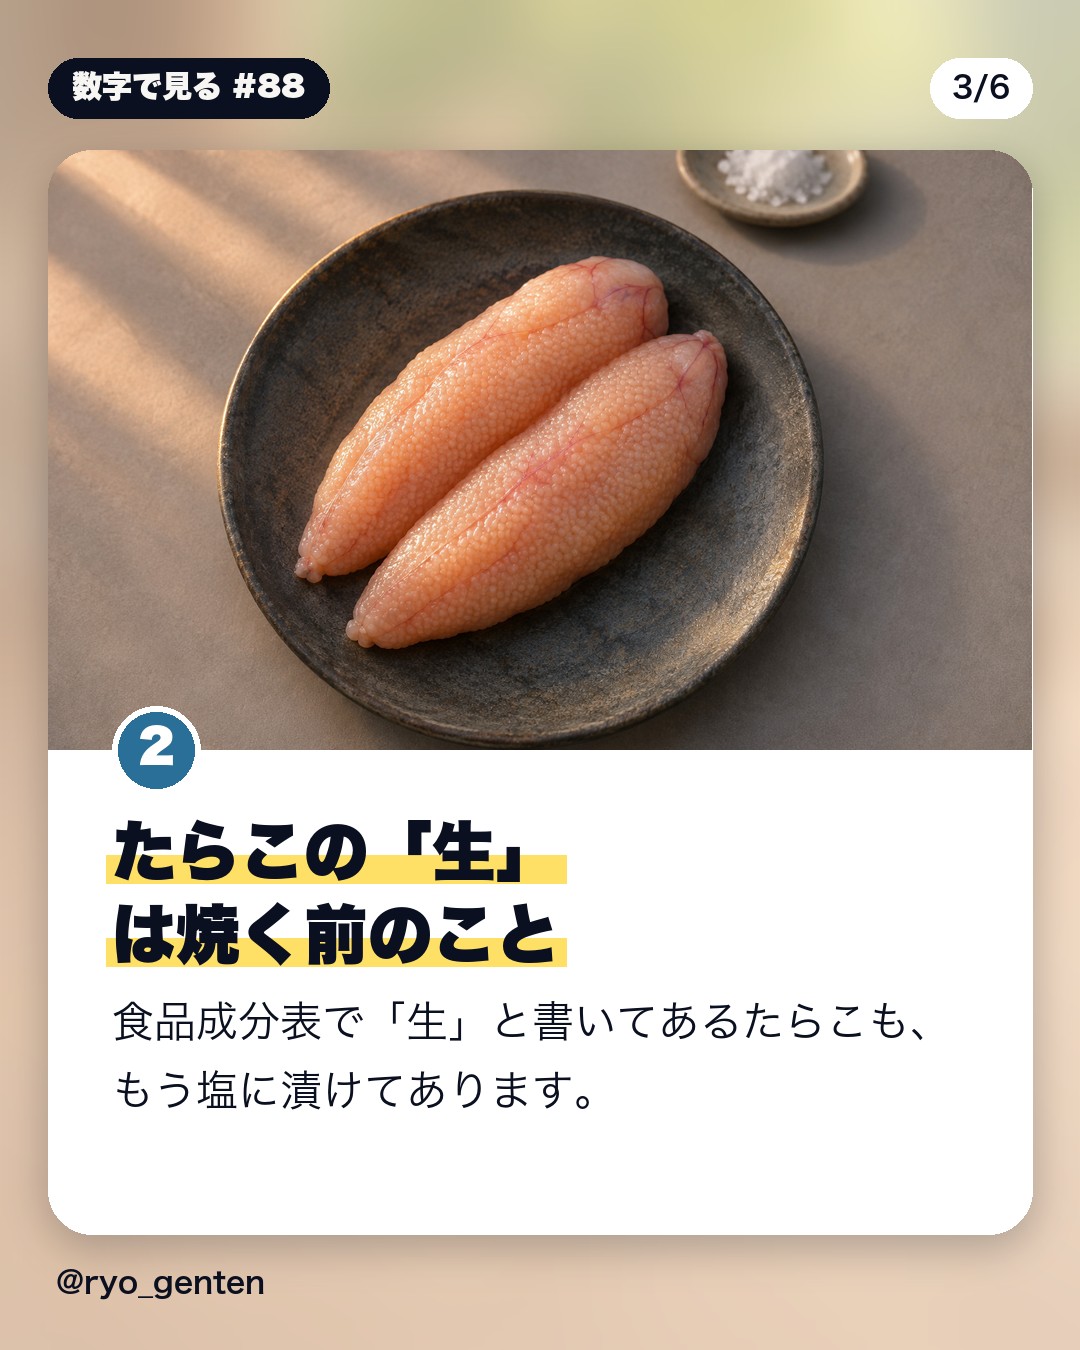 数字で見る #88
3/6
2
たらこの「生」
は焼く前のこと
食品成分表で「生」と書いてあるたらこも、
もう塩に漬けてあります。
@ryo_genten